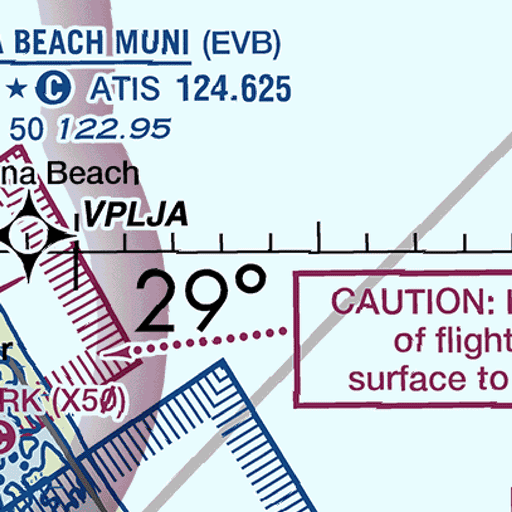 A BEACH MUNI (EVB)
★ C ATIS 124.625
50 122.95
na Beach
VPLJA
29°
CAUTION:
of flight
surface to
r
RK (X5Ø)
C